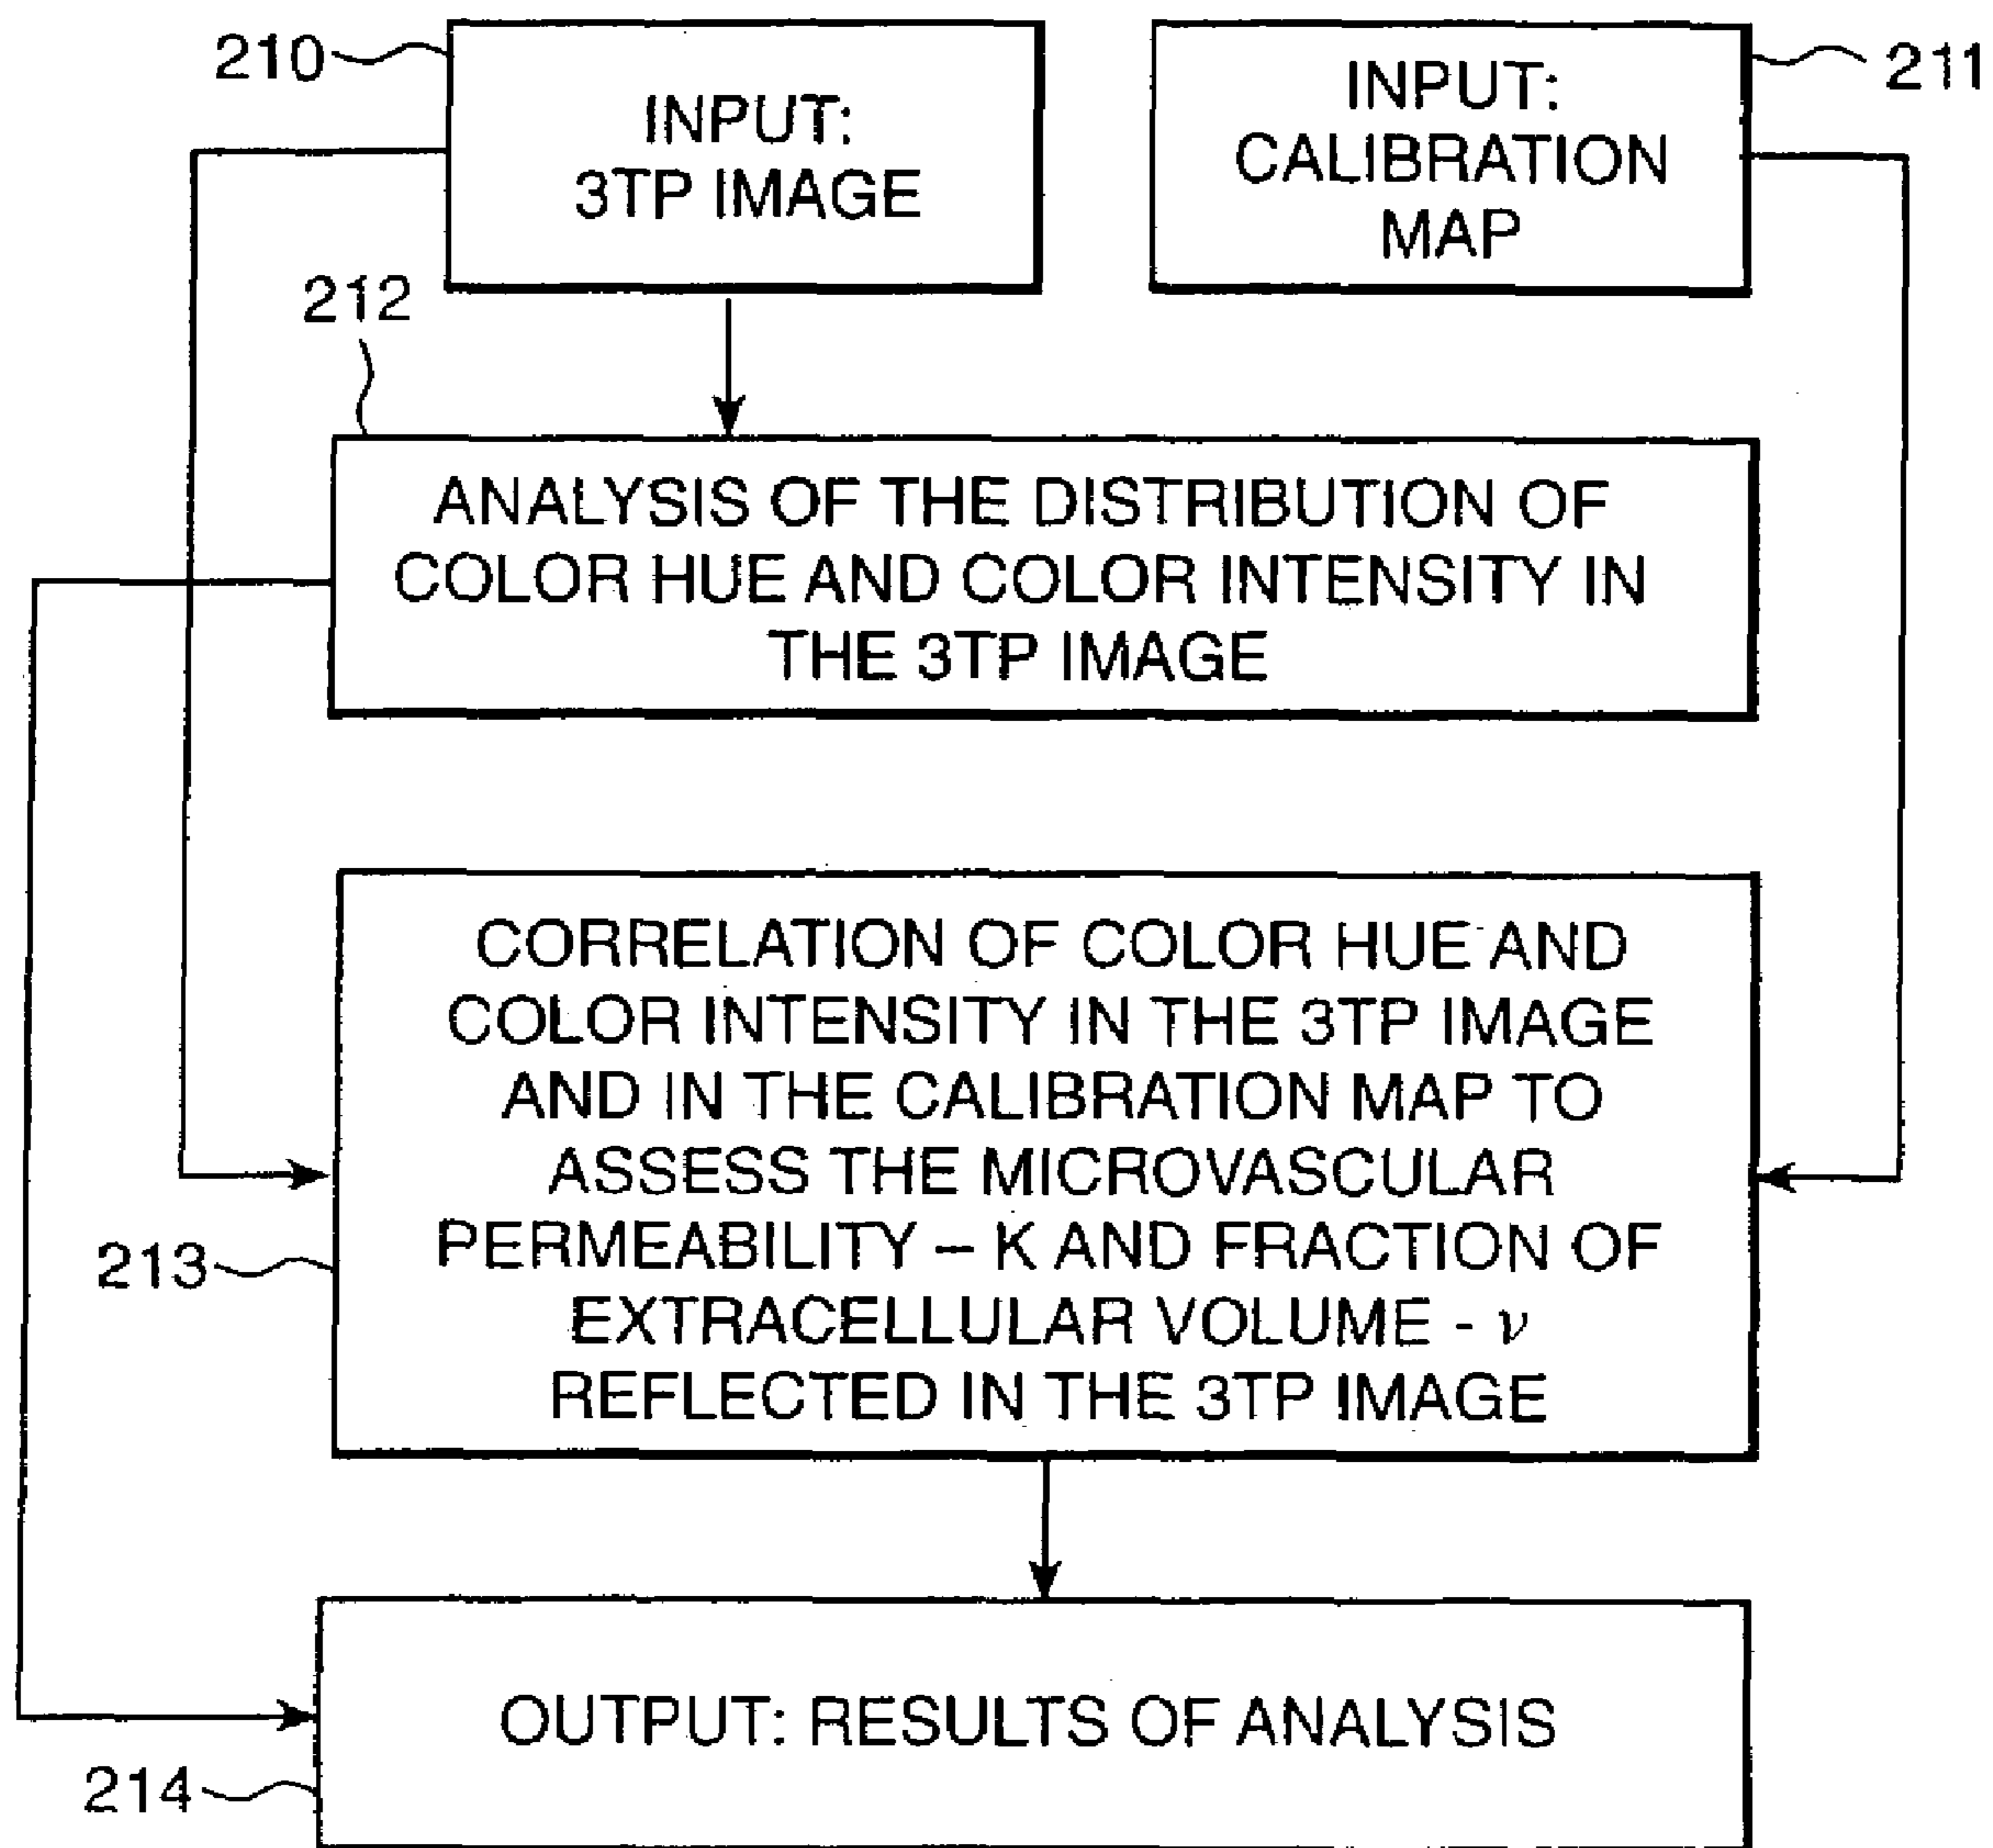 210
INPUT:
3TP IMAGE
INPUT:
CALIBRATION
MAP
211
212
ANALYSIS OF THE DISTRIBUTION OF
COLOR HUE AND COLOR INTENSITY IN
THE 3TP IMAGE
CORRELATION OF COLOR HUE AND
COLOR INTENSITY IN THE 3TP IMAGE
AND IN THE CALIBRATION MAP TO
ASSESS THE MICROVASCULAR
PERMEABILITY – K AND FRACTION OF
EXTRACELLULAR VOLUME - ν
REFLECTED IN THE 3TP IMAGE
213
OUTPUT: RESULTS OF ANALYSIS
214